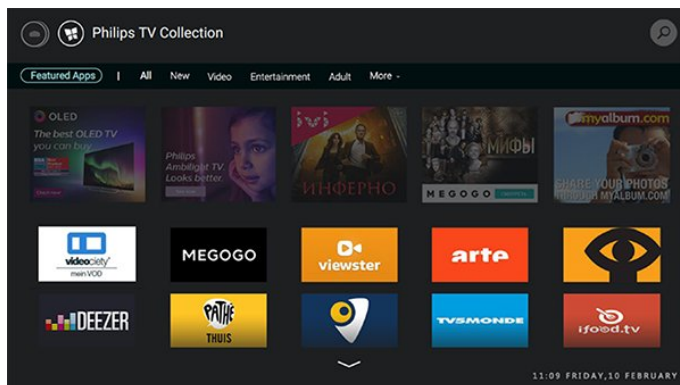 Philips TV Collection
Featured Apps | All New Video Entertainment Adult More -
OLED
The best OLED TV
you can buy
Philips
Ambilight TV.
Looks better.
ivi
ИНФЕРНО
МИФЫ
MEGOGO
myalbum.com
SHARE YOUR PHOTOS
THROUGH MYALBUM.COM
videociety
mein VOD
MEGOGO
viewster
arte
DEEZER
PATHÉ
THUIS
TV5MONDE
ifood.tv
11:09 FRIDAY,10 FEBRUARY